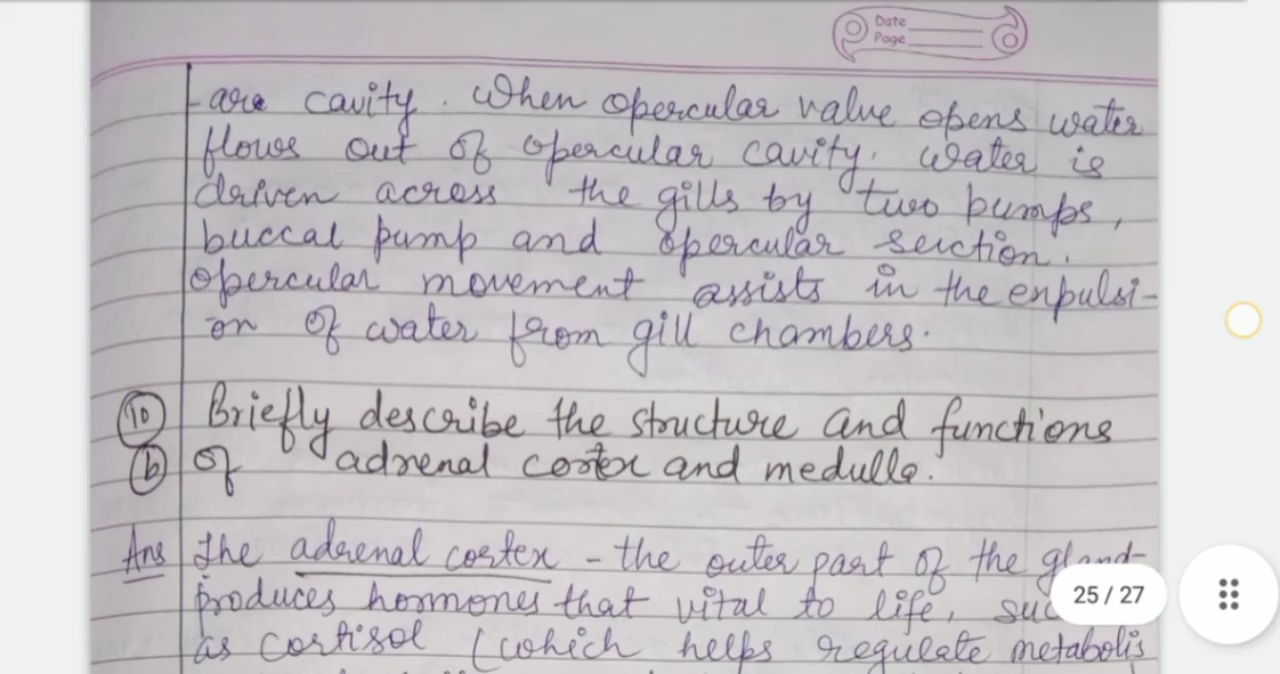 Date
Page
- are cavity. When opercular value opens water
flows out of opercular cavity. Water is
driven across the gills by two pumps,
buccal pump and opercular suction.
opercular movement assists in the enpulsi-
on of water from gill chambers.
10 Briefly describe the structure and functions
b of adrenal cortex and medulla.
Ans The adrenal cortex - the outer part of the gland-
produces hormones that vital to life, suc
as cortisol (which helps regulate metabolis
25 / 27